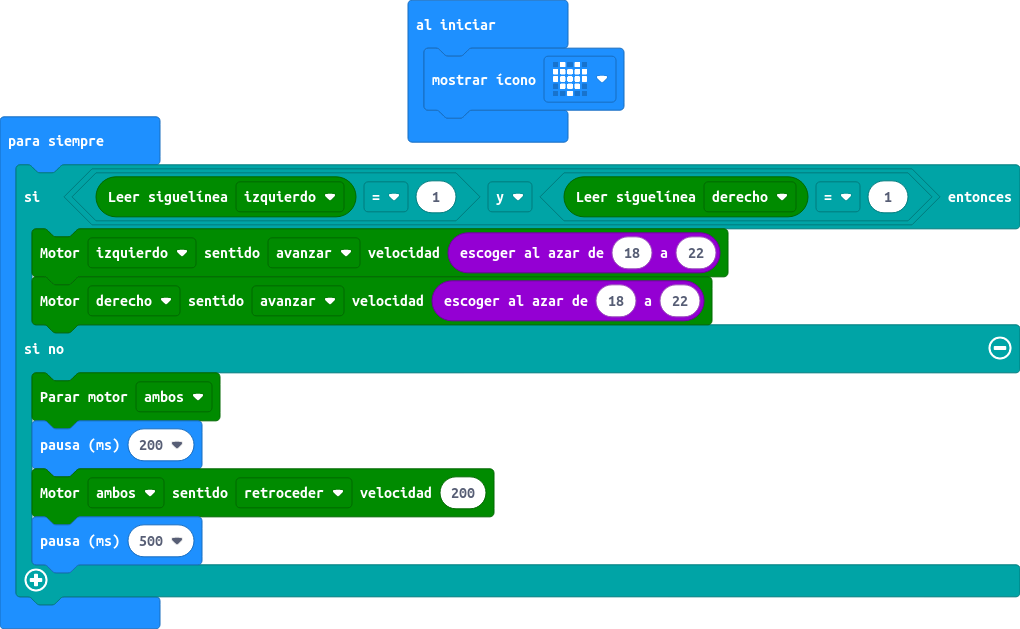 al iniciar
mostrar ícono
para siempre
si Leer siguelínea izquierdo = 1 y Leer siguelínea derecho = 1 entonces
Motor izquierdo sentido avanzar velocidad escoger al azar de 18 a 22
Motor derecho sentido avanzar velocidad escoger al azar de 18 a 22
si no
Parar motor ambos
pausa (ms) 200
Motor ambos sentido retroceder velocidad 200
pausa (ms) 500